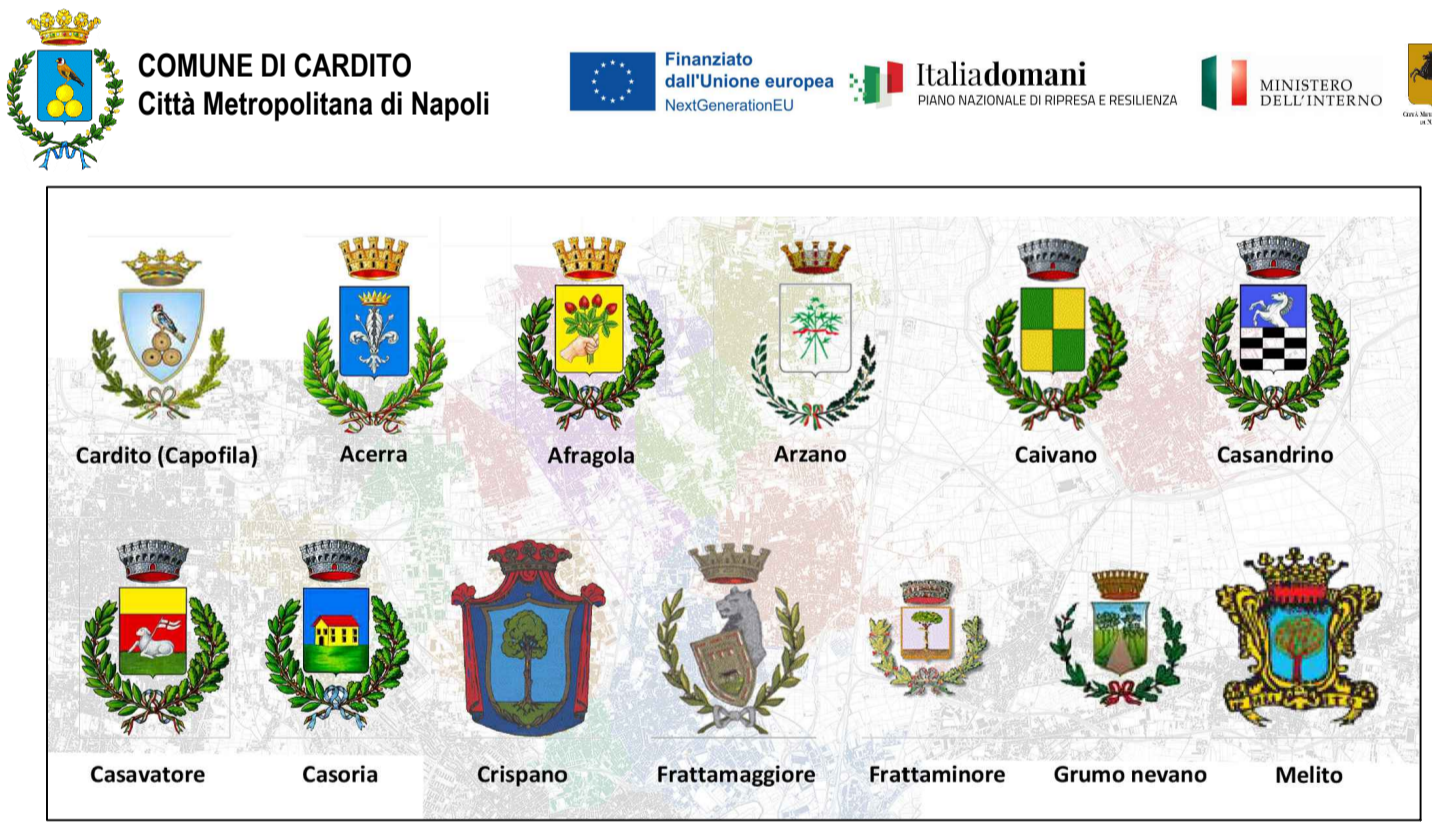 COMUNE DI CARDITO
Città Metropolitana di Napoli
Finanziato
dall'Unione europea
NextGenerationEU
Italiadomani
PIANO NAZIONALE DI RIPRESA E RESILIENZA
MINISTERO
DELL'INTERNO
Cardito (Capofila)
Acerra
Afragola
Arzano
Caivano
Casandrino
Casavatore
Casoria
Crispano
Frattamaggiore
Frattaminore
Grumo nevano
Melito